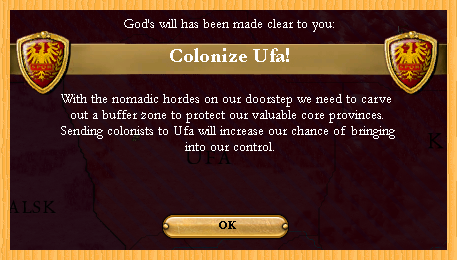 God's will has been made clear to you:
Colonize Ufa!
With the nomadic hordes on our doorstep we need to carve
out a buffer zone to protect our valuable core provinces.
Sending colonists to Ufa will increase our chance of bringing
into our control.
UFA
ALSK
K
OK